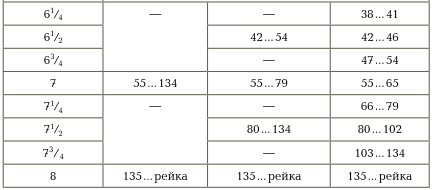 6 1/4 — — 38...41
6 1/2 42...54 42...46
6 3/4 — 47...54
7 55...134 55...79 55...65
7 1/4 — — 66...79
7 1/2 80...134 80...102
7 3/4 — 103...134
8 135...рейка 135...рейка 135...рейка